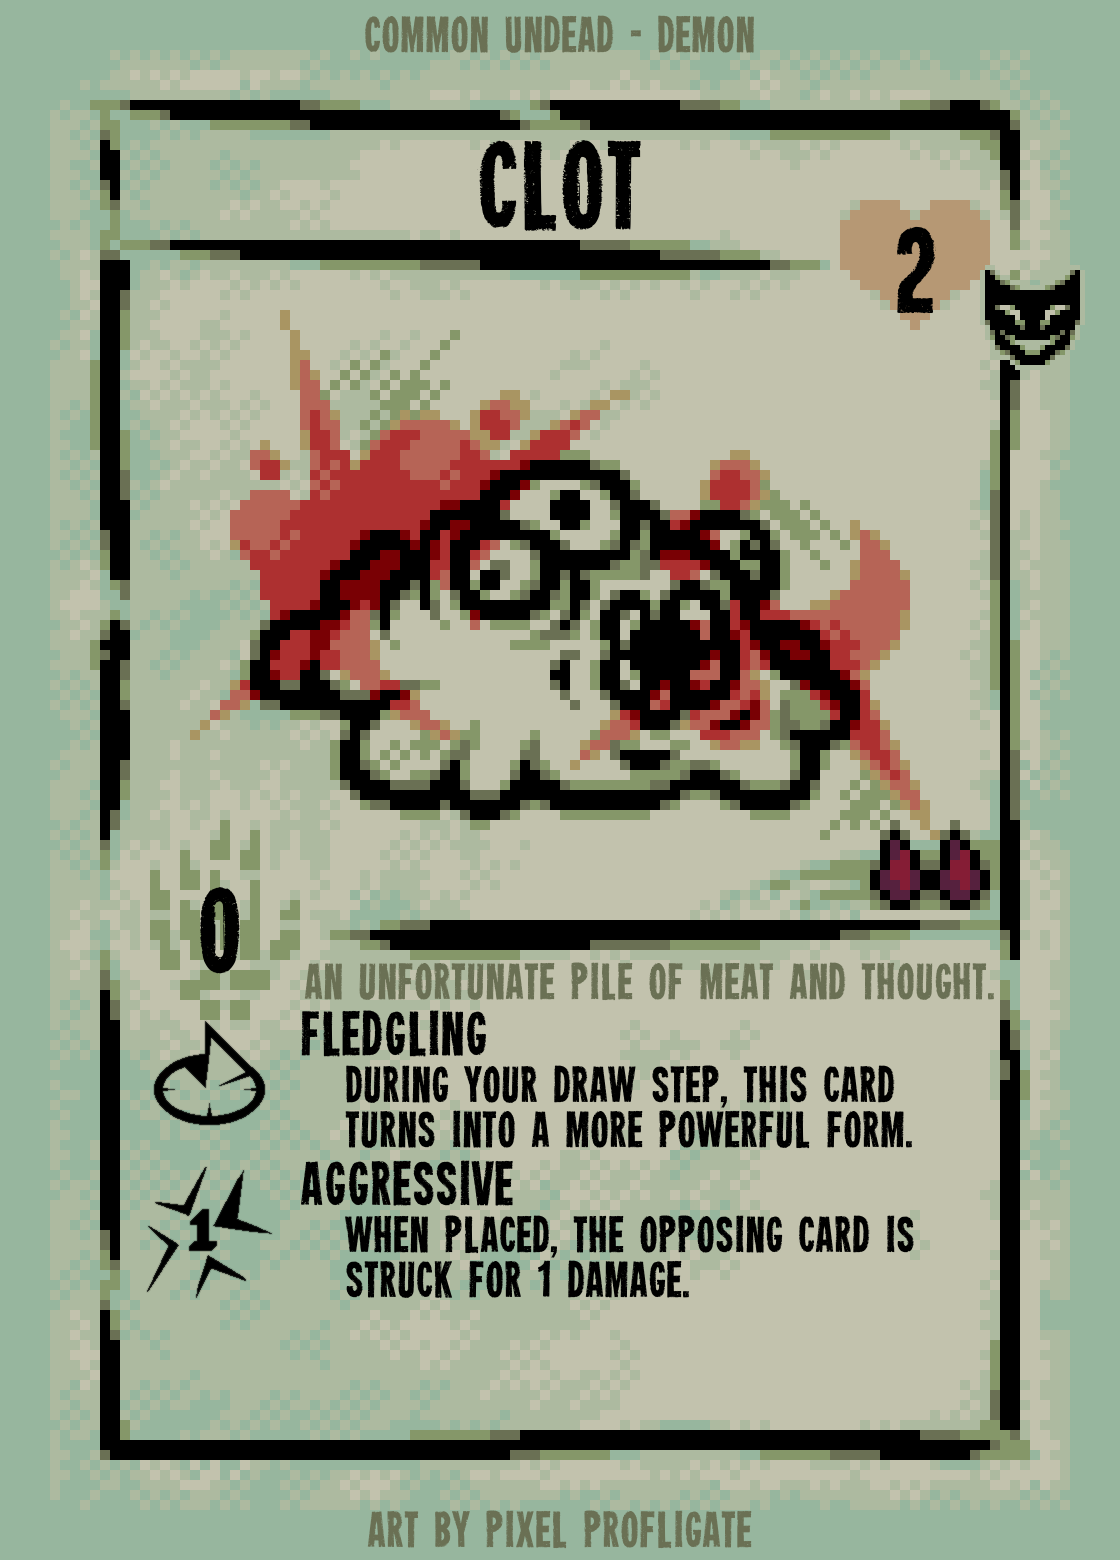 COMMON UNDEAD - DEMON
CLOT
2
0
AN UNFORTUNATE PILE OF MEAT AND THOUGHT.
FLEDGLING
DURING YOUR DRAW STEP, THIS CARD
TURNS INTO A MORE POWERFUL FORM.
AGGRESSIVE
1
WHEN PLACED, THE OPPOSING CARD IS
STRUCK FOR 1 DAMAGE.
ART BY PIXEL PROFLIGATE